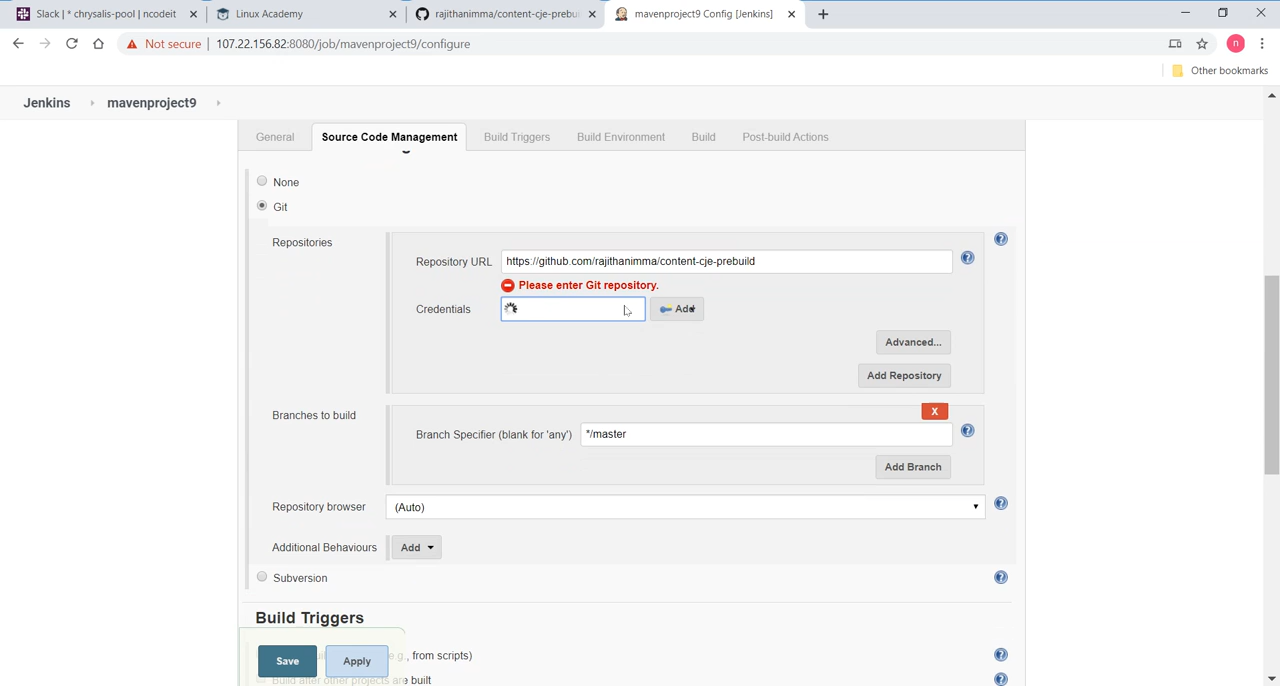 Slack | * chrysalis-pool | ncodeit
Linux Academy
rajithanimma/content-cje-prebu
mavenproject9 Config [Jenkins]
Not secure | 107.22.156.82:8080/job/mavenproject9/configure
n
Other bookmarks
Jenkins mavenproject9
General Source Code Management Build Triggers Build Environment Build Post-build Actions
None
Git
Repositories
Repository URL https://github.com/rajithanimma/content-cje-prebuild
Please enter Git repository.
Credentials Add
Advanced...
Add Repository
Branches to build
X
Branch Specifier (blank for 'any') */master
Add Branch
Repository browser (Auto)
Additional Behaviours Add
Subversion
Build Triggers
Save Apply e.g., from scripts)
Build after other projects are built